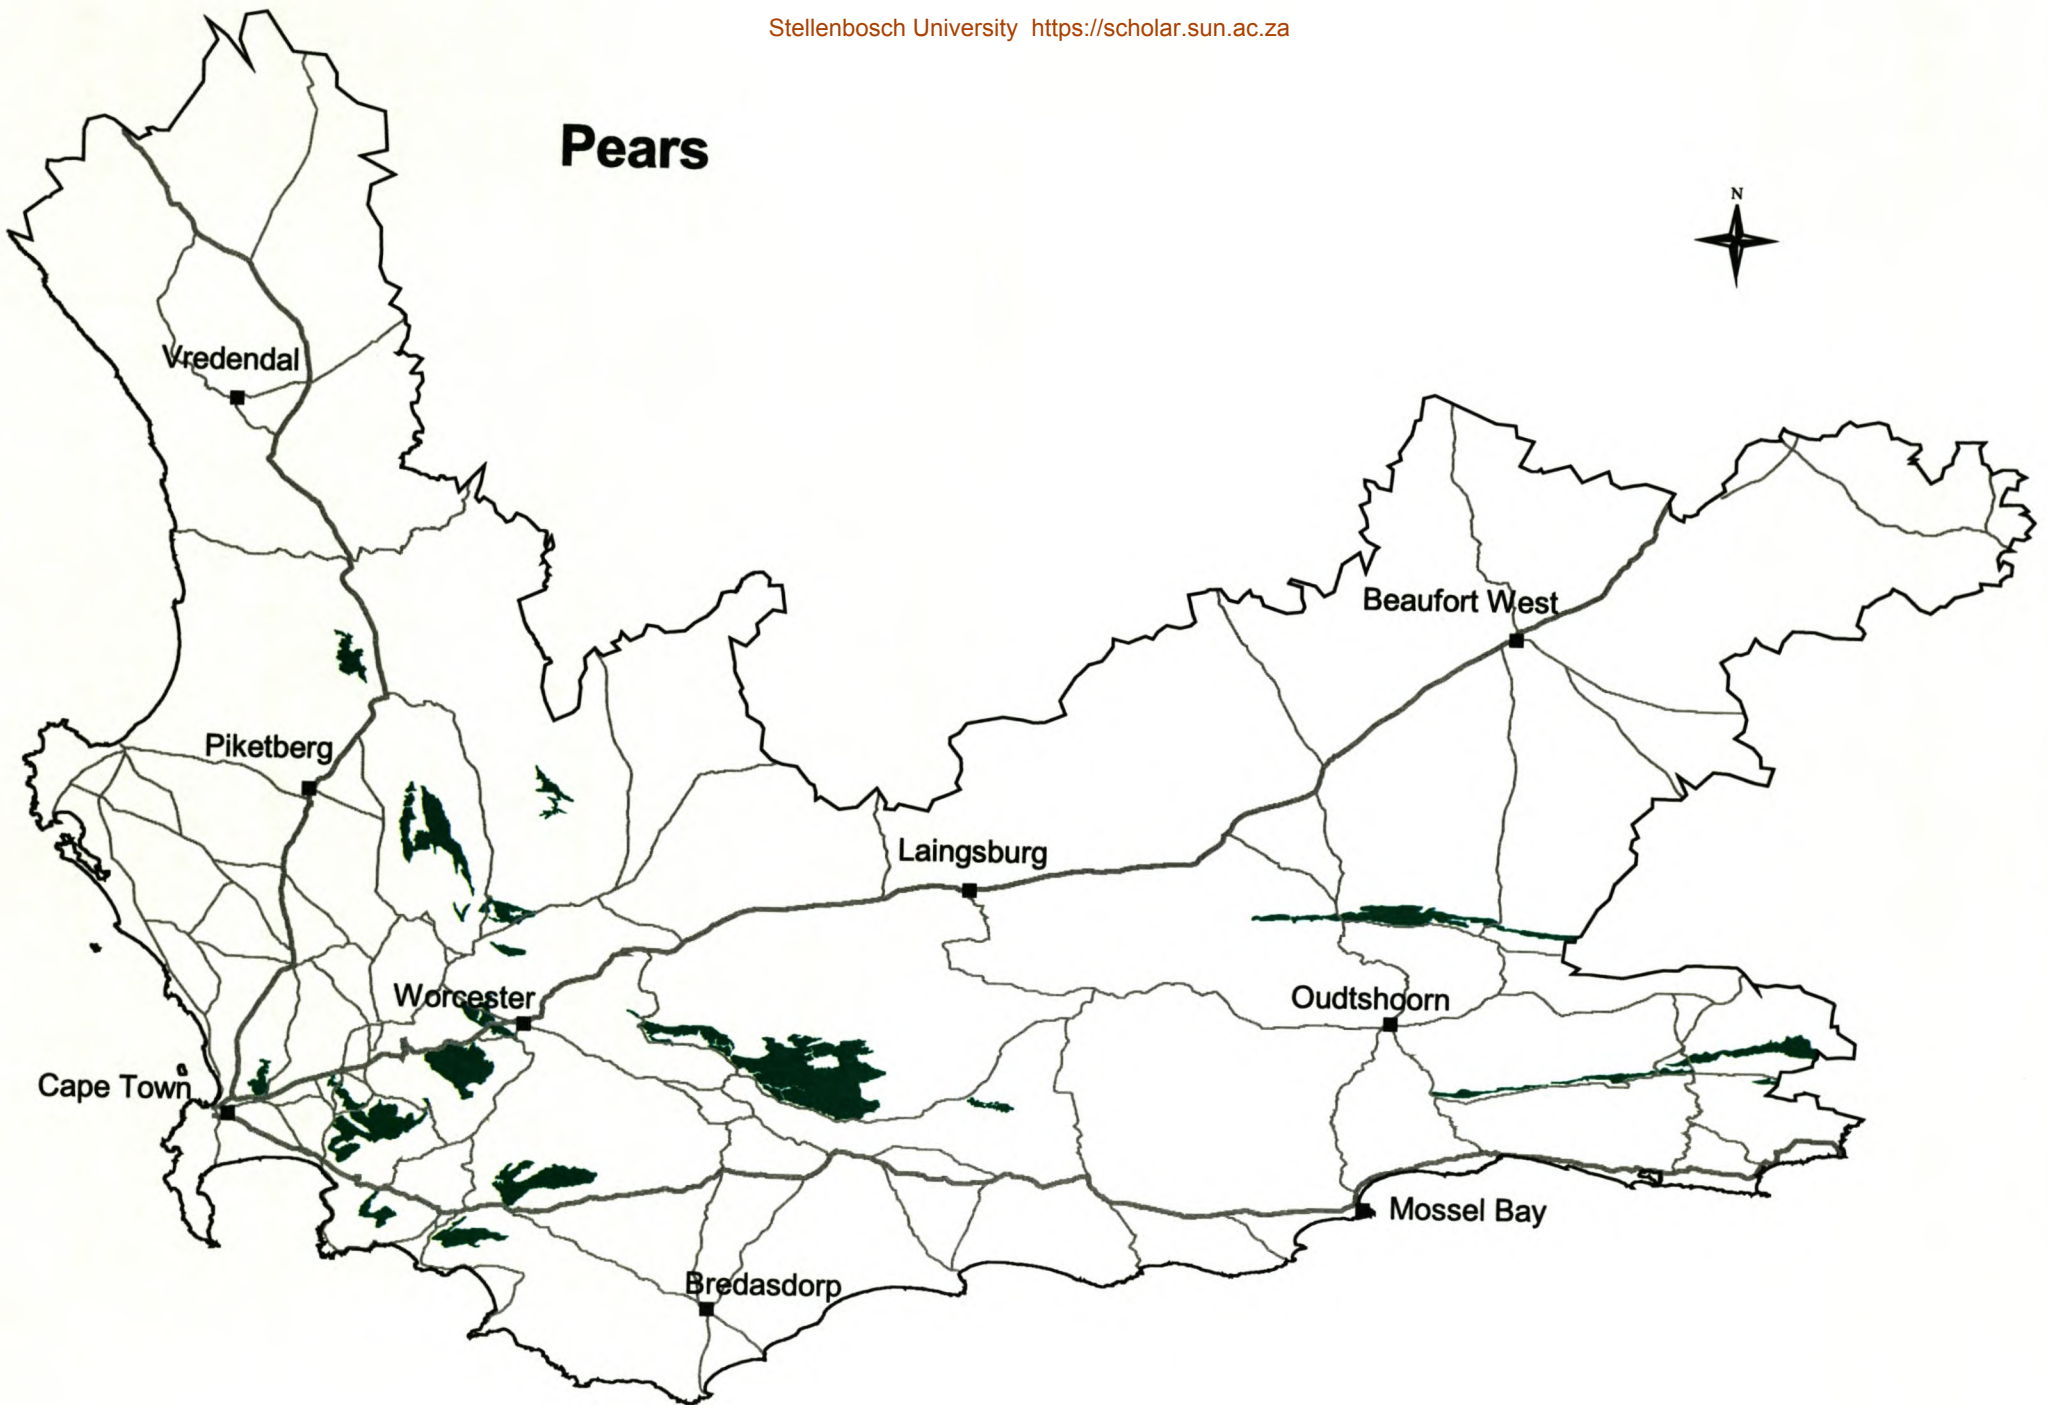 Stellenbosch University https://scholar.sun.ac.za
Pears
N
Vredendal
Beaufort West
Piketberg
Laingsburg
Worcester
Oudtshoorn
Cape Town
Mossel Bay
Bredasdorp